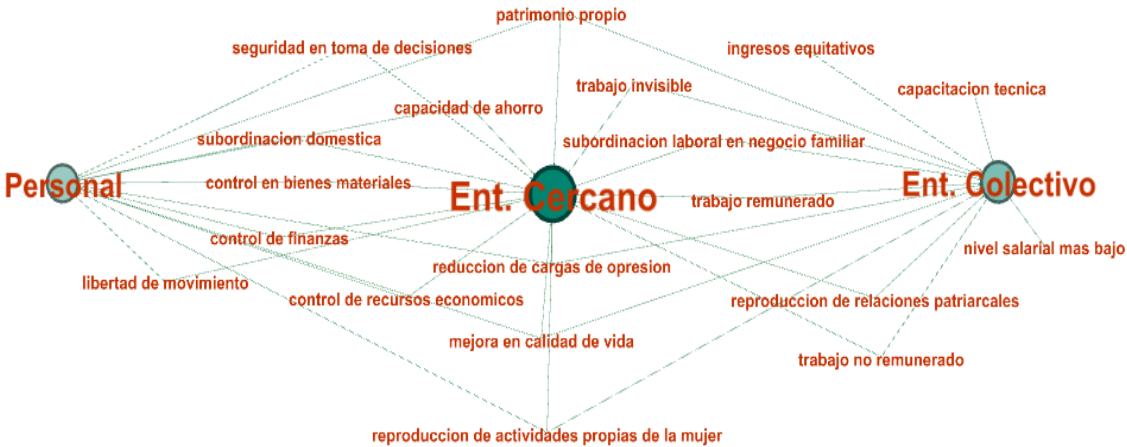 patrimonio propio
seguridad en toma de decisiones
ingresos equitativos
trabajo invisible
capacitacion tecnica
capacidad de ahorro
subordinacion domestica
subordinacion laboral en negocio familiar
Personal
control en bienes materiales
Ent. Cercano
trabajo remunerado
Ent. Colectivo
control de finanzas
nivel salarial mas bajo
reduccion de cargas de opresion
libertad de movimiento
control de recursos economicos
reproduccion de relaciones patriarcales
mejora en calidad de vida
trabajo no remunerado
reproduccion de actividades propias de la mujer